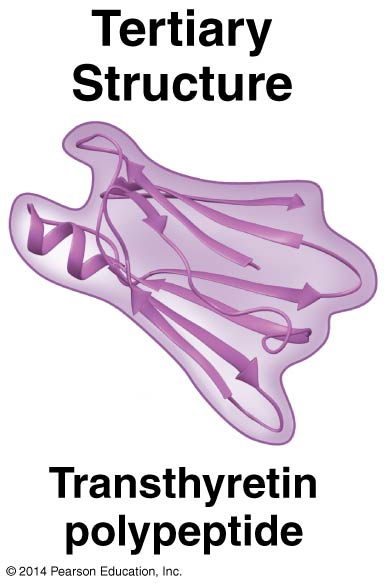 Tertiary
Structure
Transthyretin
polypeptide
© 2014 Pearson Education, Inc.